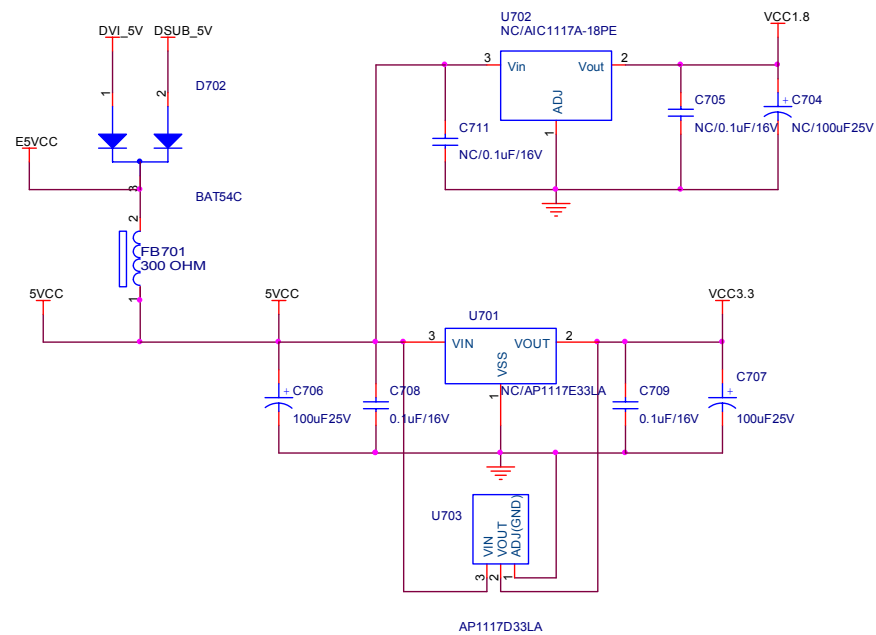 U702
NC/AIC1117A-18PE
VCC1.8
DVI_5V
DSUB_5V
3
Vin
Vout
2
ADJ
1
1
2
D702
C705
NC/0.1uF/16V
+
C704
NC/100uF25V
C711
NC/0.1uF/16V
E5VCC
3
BAT54C
2
FB701
300 OHM
1
5VCC
5VCC
VCC3.3
U701
3
VIN
VOUT
2
VSS
1
NC/AP1117E33LA
+
C706
100uF25V
C708
0.1uF/16V
C709
0.1uF/16V
+
C707
100uF25V
U703
VIN
VOUT
ADJ(GND)
3
2
1
AP1117D33LA